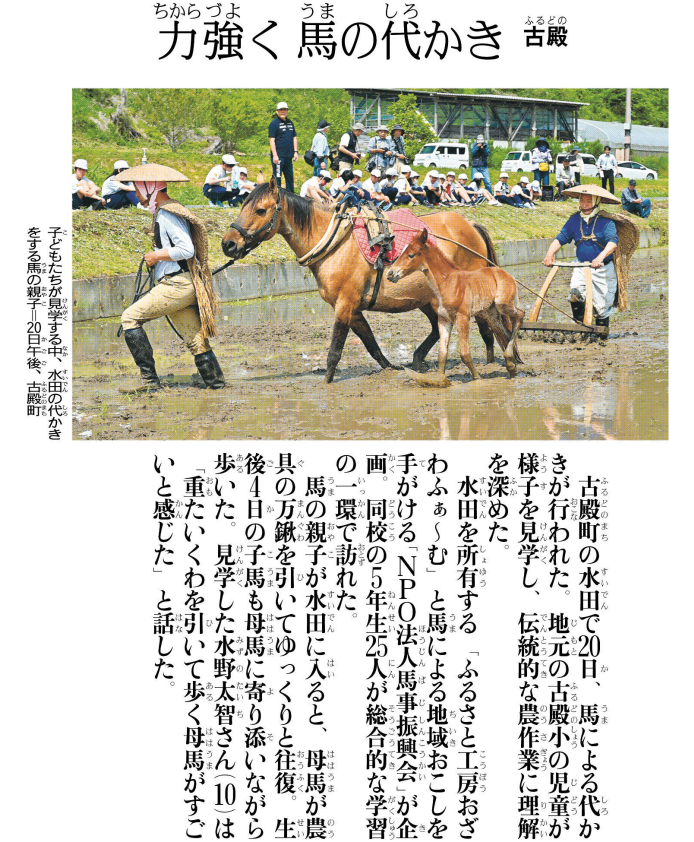 力強く 馬の代かき
ちからづよ うま しろ
古殿
ふるどの
子どもたちが見学する中、水田の代かき
をする馬の親子=20日午後、古殿町
古殿町の水田で20日、馬による代か
きが行われた。地元の古殿小の児童が
様子を見学し、伝統的な農作業に理解
を深めた。
水田を所有する「ふるさと工房おざ
わふぁ~む」と馬による地域おこしを
手がける「NPO法人馬事振興会」が企
画。同校の5年生25人が総合的な学習
の一環で訪れた。
馬の親子が水田に入ると、母馬が農
具の万鍬を引いてゆっくりと往復。生
後4日の子馬も母馬に寄り添いながら
歩いた。見学した水野太智さん(10)は
「重たいくわを引いて歩く母馬がすご
いと感じた」と話した。